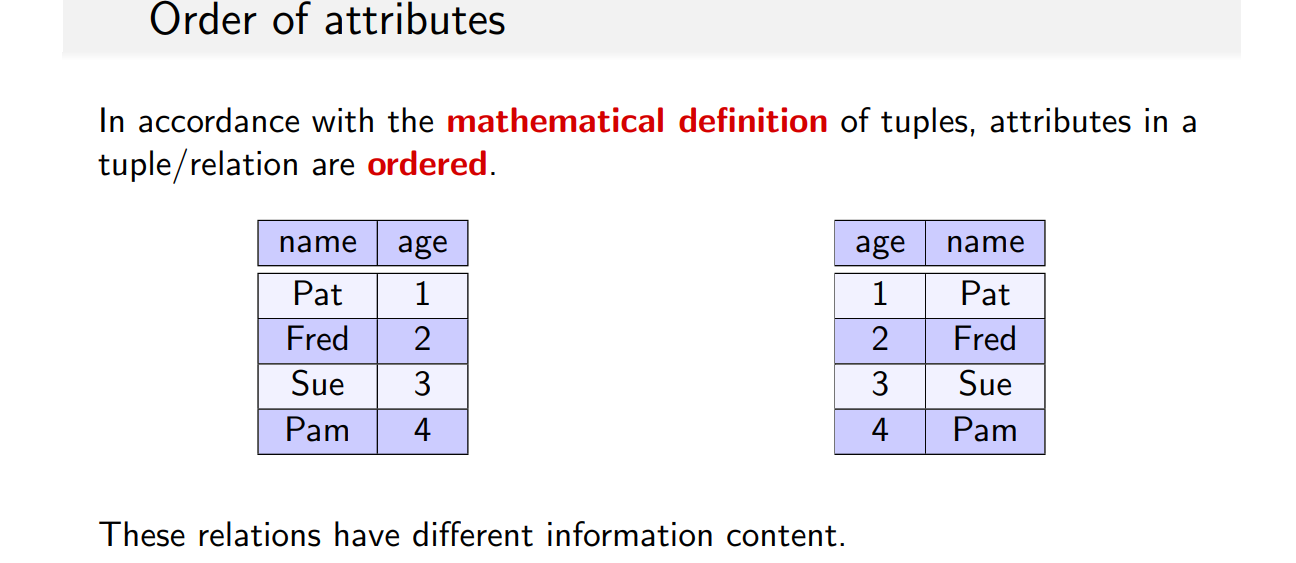 Order of attributes
In accordance with the mathematical definition of tuples, attributes in a
tuple/relation are ordered.
name age
Pat 1
Fred 2
Sue 3
Pam 4
age name
1 Pat
2 Fred
3 Sue
4 Pam
These relations have different information content.